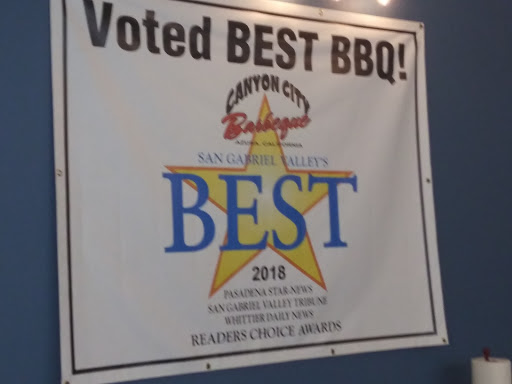 Voted BEST BBQ!
CANYON CITY
Barbeque
AZUSA, CALIFORNIA
SAN GABRIEL VALLEY'S
BEST
2018
PASADENA STAR-NEWS
SAN GABRIEL VALLEY TRIBUNE
WHITTIER DAILY NEWS
READERS CHOICE AWARDS